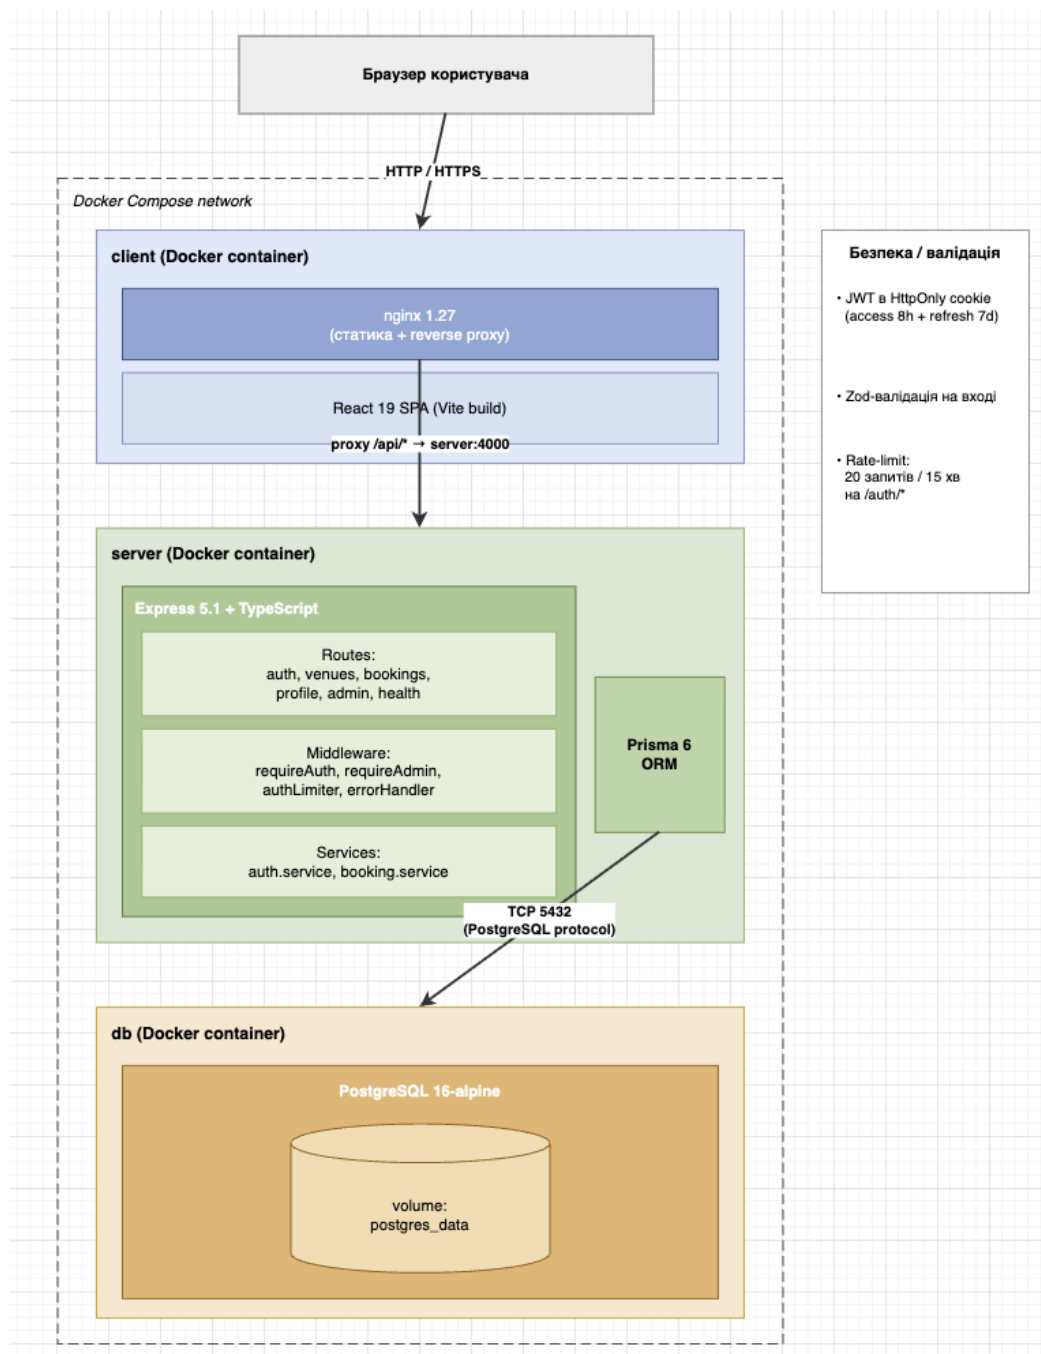 Браузер користувача
HTTP / HTTPS
Docker Compose network
client (Docker container)
nginx 1.27
(статика + reverse proxy)
React 19 SPA (Vite build)
proxy /api/* → server:4000
Безпека / валідація
• JWT в HttpOnly cookie
(access 8h + refresh 7d)
• Zod-валідація на вході
• Rate-limit:
20 запитів / 15 хв
на /auth/*
server (Docker container)
Express 5.1 + TypeScript
Routes:
auth, venues, bookings,
profile, admin, health
Middleware:
requireAuth, requireAdmin,
authLimiter, errorHandler
Services:
auth.service, booking.service
Prisma 6
ORM
TCP 5432
(PostgreSQL protocol)
db (Docker container)
PostgreSQL 16-alpine
volume:
postgres_data